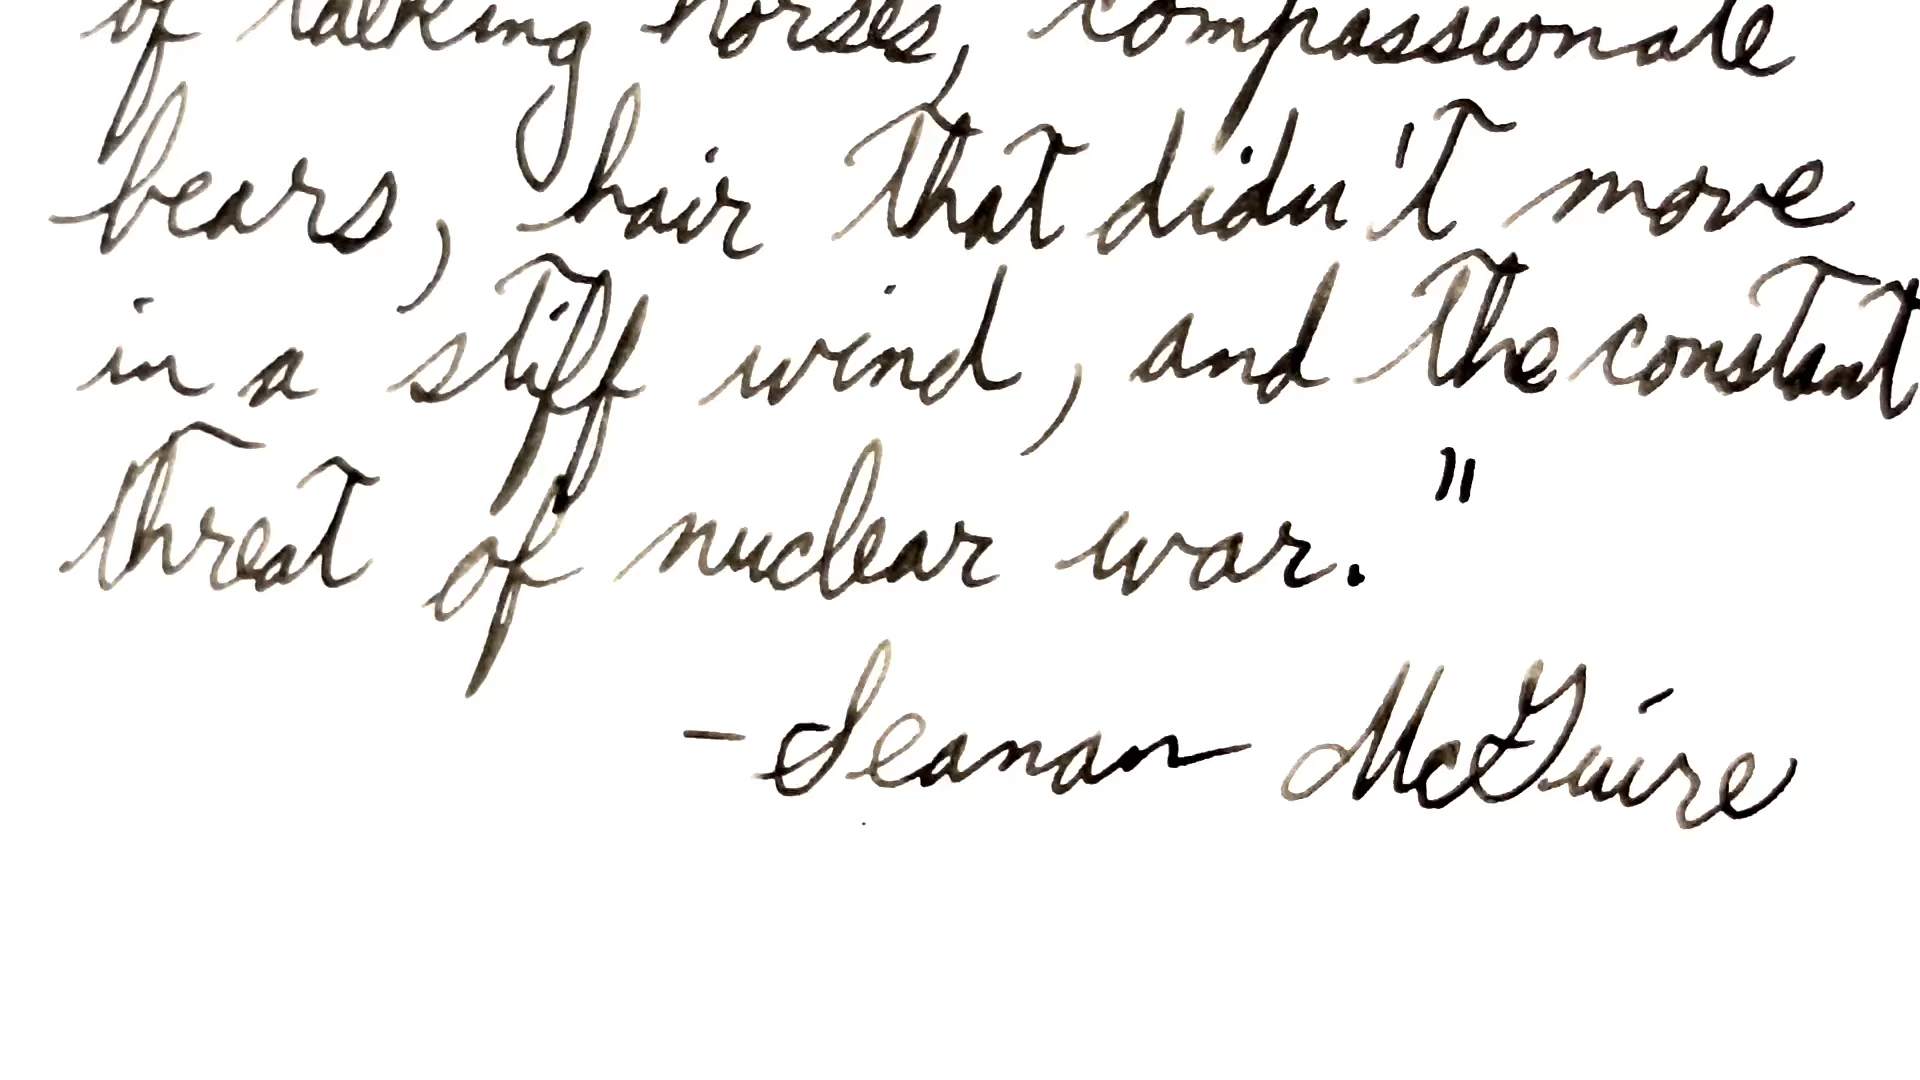 of talking horses, compassionate
bears, hair that didn't move
in a stiff wind, and the constant
threat of nuclear war."
- Seanan McGuire